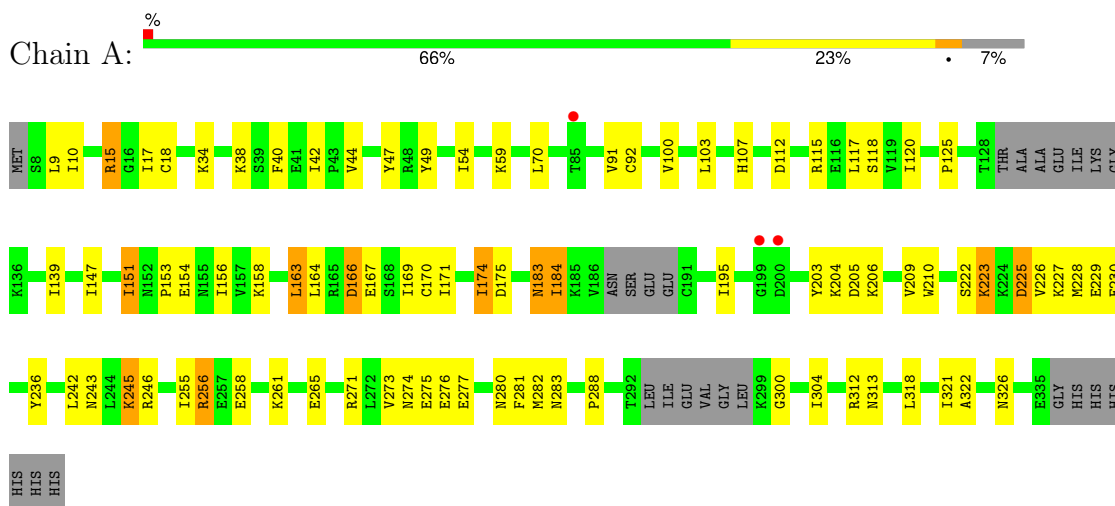 %
Chain A:
66% 23% • 7%
MET S8 L9 I10 R15 G16 I17 C18 K34 K38 S39 F40 E41 I42 P43 V44 Y47 R48 Y49 I54 K59 L70 T85 V91 C92 V100 L103 H107 D112 R115 E116 L117 S118 V119 I120 P125 T128 THR ALA ALA GLU ILE LYS GLY
K136 I139 I147 I151 N152 P153 E154 N155 I156 V157 K158 L163 L164 R165 D166 E167 S168 I169 C170 I171 I174 D175 N183 I184 K185 V186 ASN SER GLU GLU C191 I195 G199 D200 Y203 K204 D205 K206 V209 W210 S222 K223 K224 D225 V226 K227 M228 E229 E230
Y236 L242 N243 L244 K245 R246 I255 R256 E257 E258 K261 E265 R271 L272 V273 N274 E275 E276 E277 N280 F281 M282 N283 P288 T292 LEU ILE GLU VAL GLY LEU K299 G300 I304 R312 N313 L318 I321 A322 N326 E335 GLY HIS HIS HIS
HIS HIS HIS